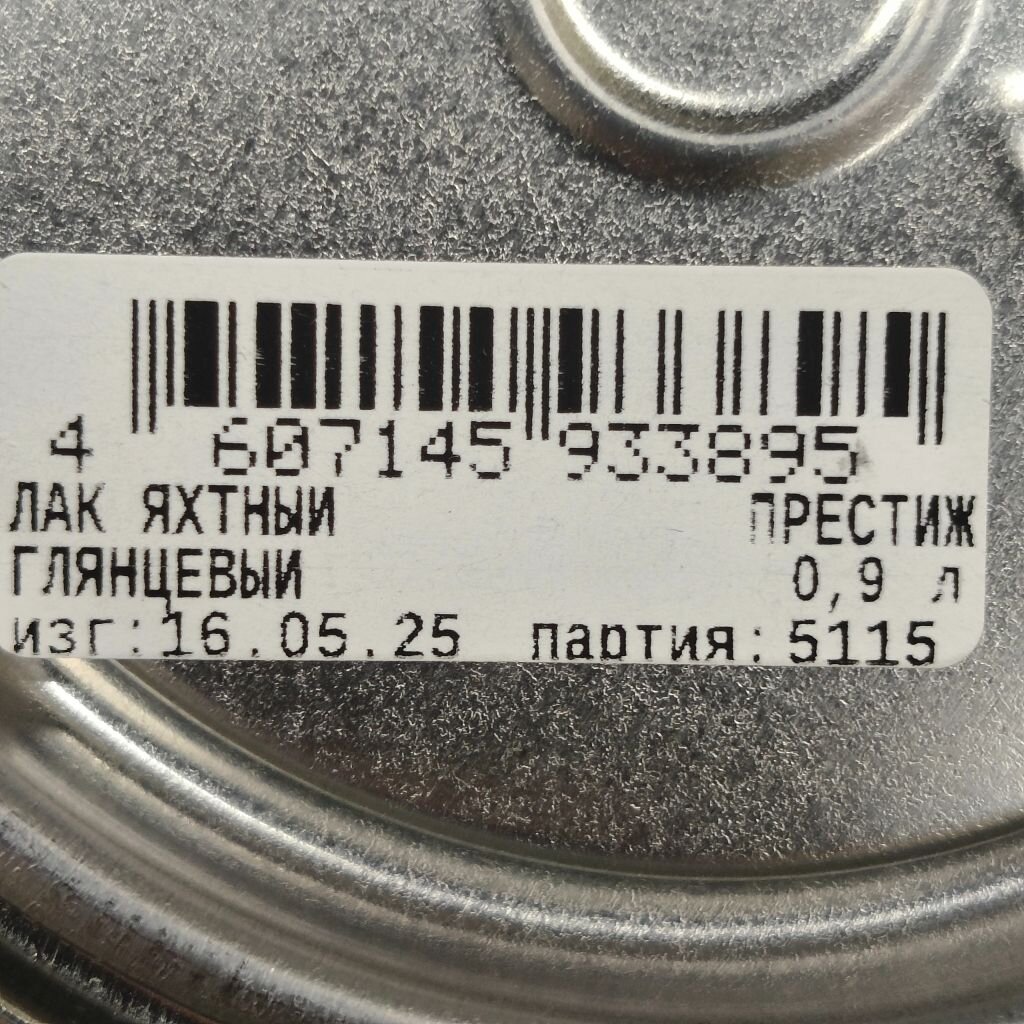 4 607145 933895
ЛАК ЯХТНЫЙ ПРЕСТИЖ
ГЛЯНЦЕВЫЙ 0,9 л
изг:16.05.25 партия:5115